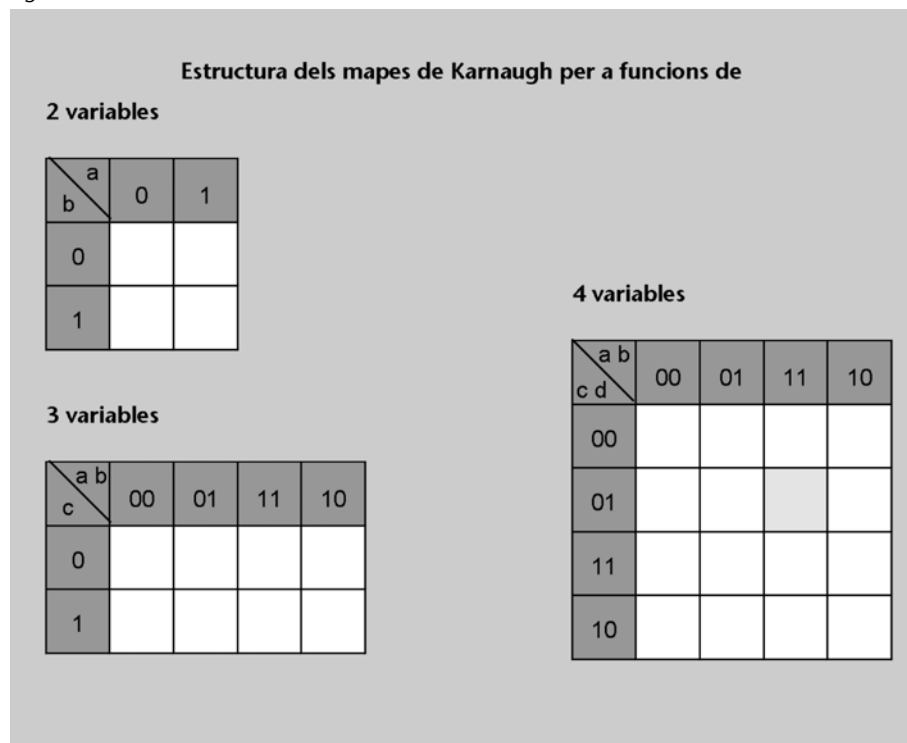 Estructura dels mapes de Karnaugh per a funcions de
2 variables
a
b 0 1
0
1
3 variables
a b
c 00 01 11 10
0
1
4 variables
a b
c d 00 01 11 10
00
01
11
10